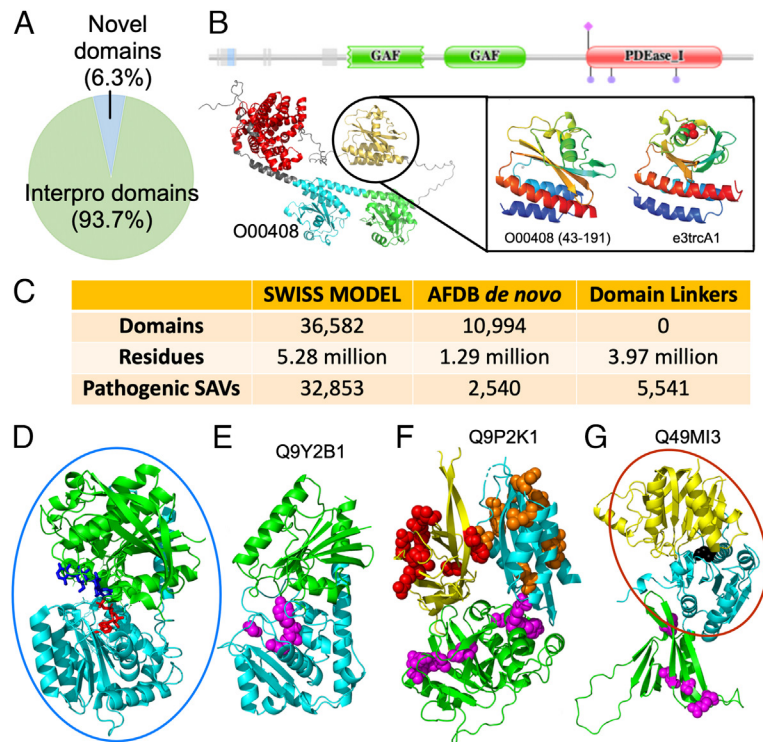 A
Novel
domains
(6.3%)
Interpro domains
(93.7%)
B
GAF
GAF
PDEase_I
O00408
O00408 (43-191)
e3trcA1
C
SWISS MODEL AFDB de novo Domain Linkers
Domains 36,582 10,994 0
Residues 5.28 million 1.29 million 3.97 million
Pathogenic SAVs 32,853 2,540 5,541
D
E
Q9Y2B1
F
Q9P2K1
G
Q49MI3